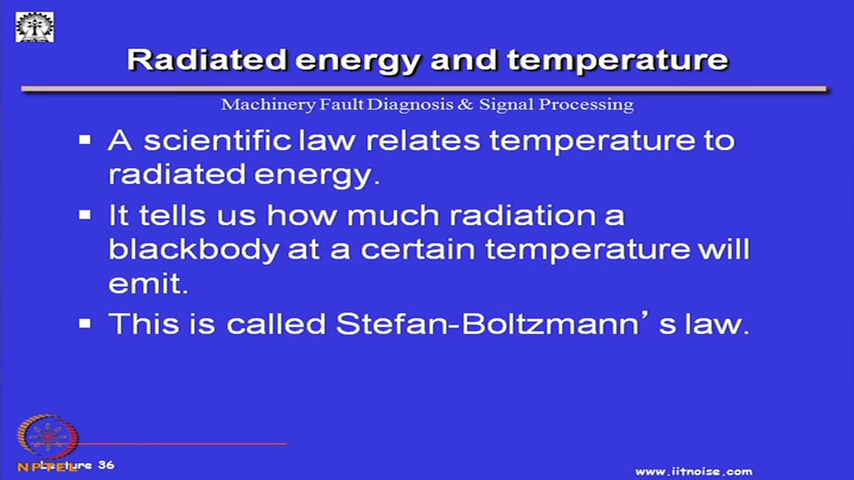 Radiated energy and temperature
Machinery Fault Diagnosis & Signal Processing
▪ A scientific law relates temperature to
radiated energy.
▪ It tells us how much radiation a
blackbody at a certain temperature will
emit.
▪ This is called Stefan-Boltzmann's law.
NPTEL
Lecture 36
www.iitnoise.com